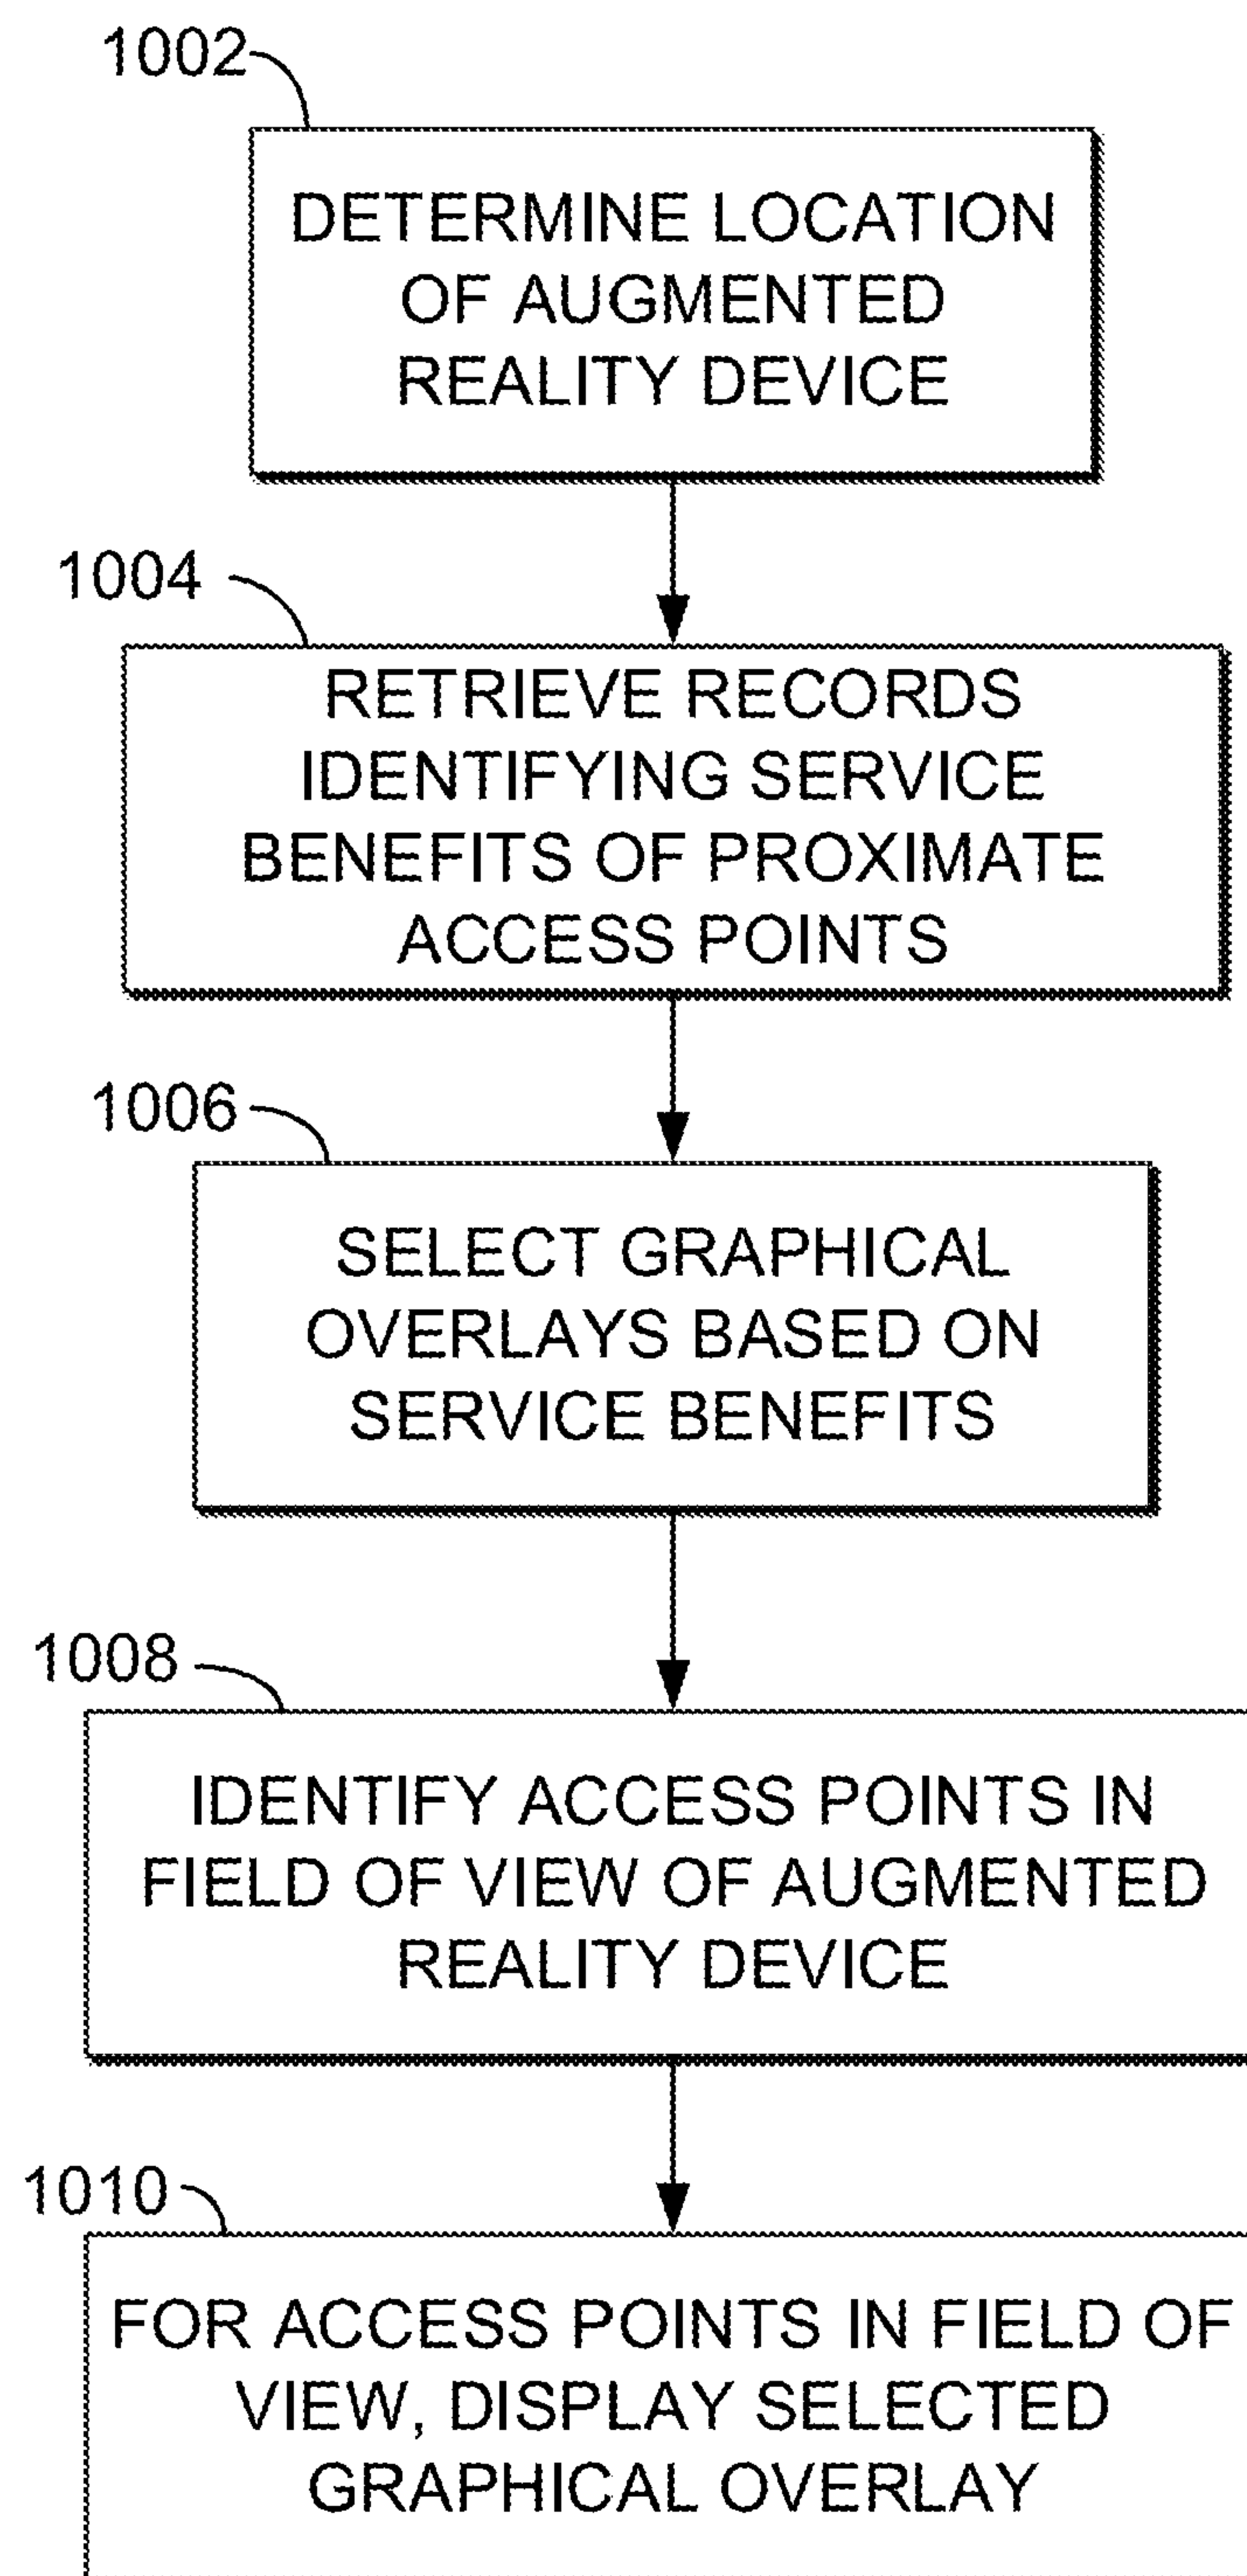 1002
DETERMINE LOCATION
OF AUGMENTED
REALITY DEVICE
1004
RETRIEVE RECORDS
IDENTIFYING SERVICE
BENEFITS OF PROXIMATE
ACCESS POINTS
1006
SELECT GRAPHICAL
OVERLAYS BASED ON
SERVICE BENEFITS
1008
IDENTIFY ACCESS POINTS IN
FIELD OF VIEW OF AUGMENTED
REALITY DEVICE
1010
FOR ACCESS POINTS IN FIELD OF
VIEW, DISPLAY SELECTED
GRAPHICAL OVERLAY